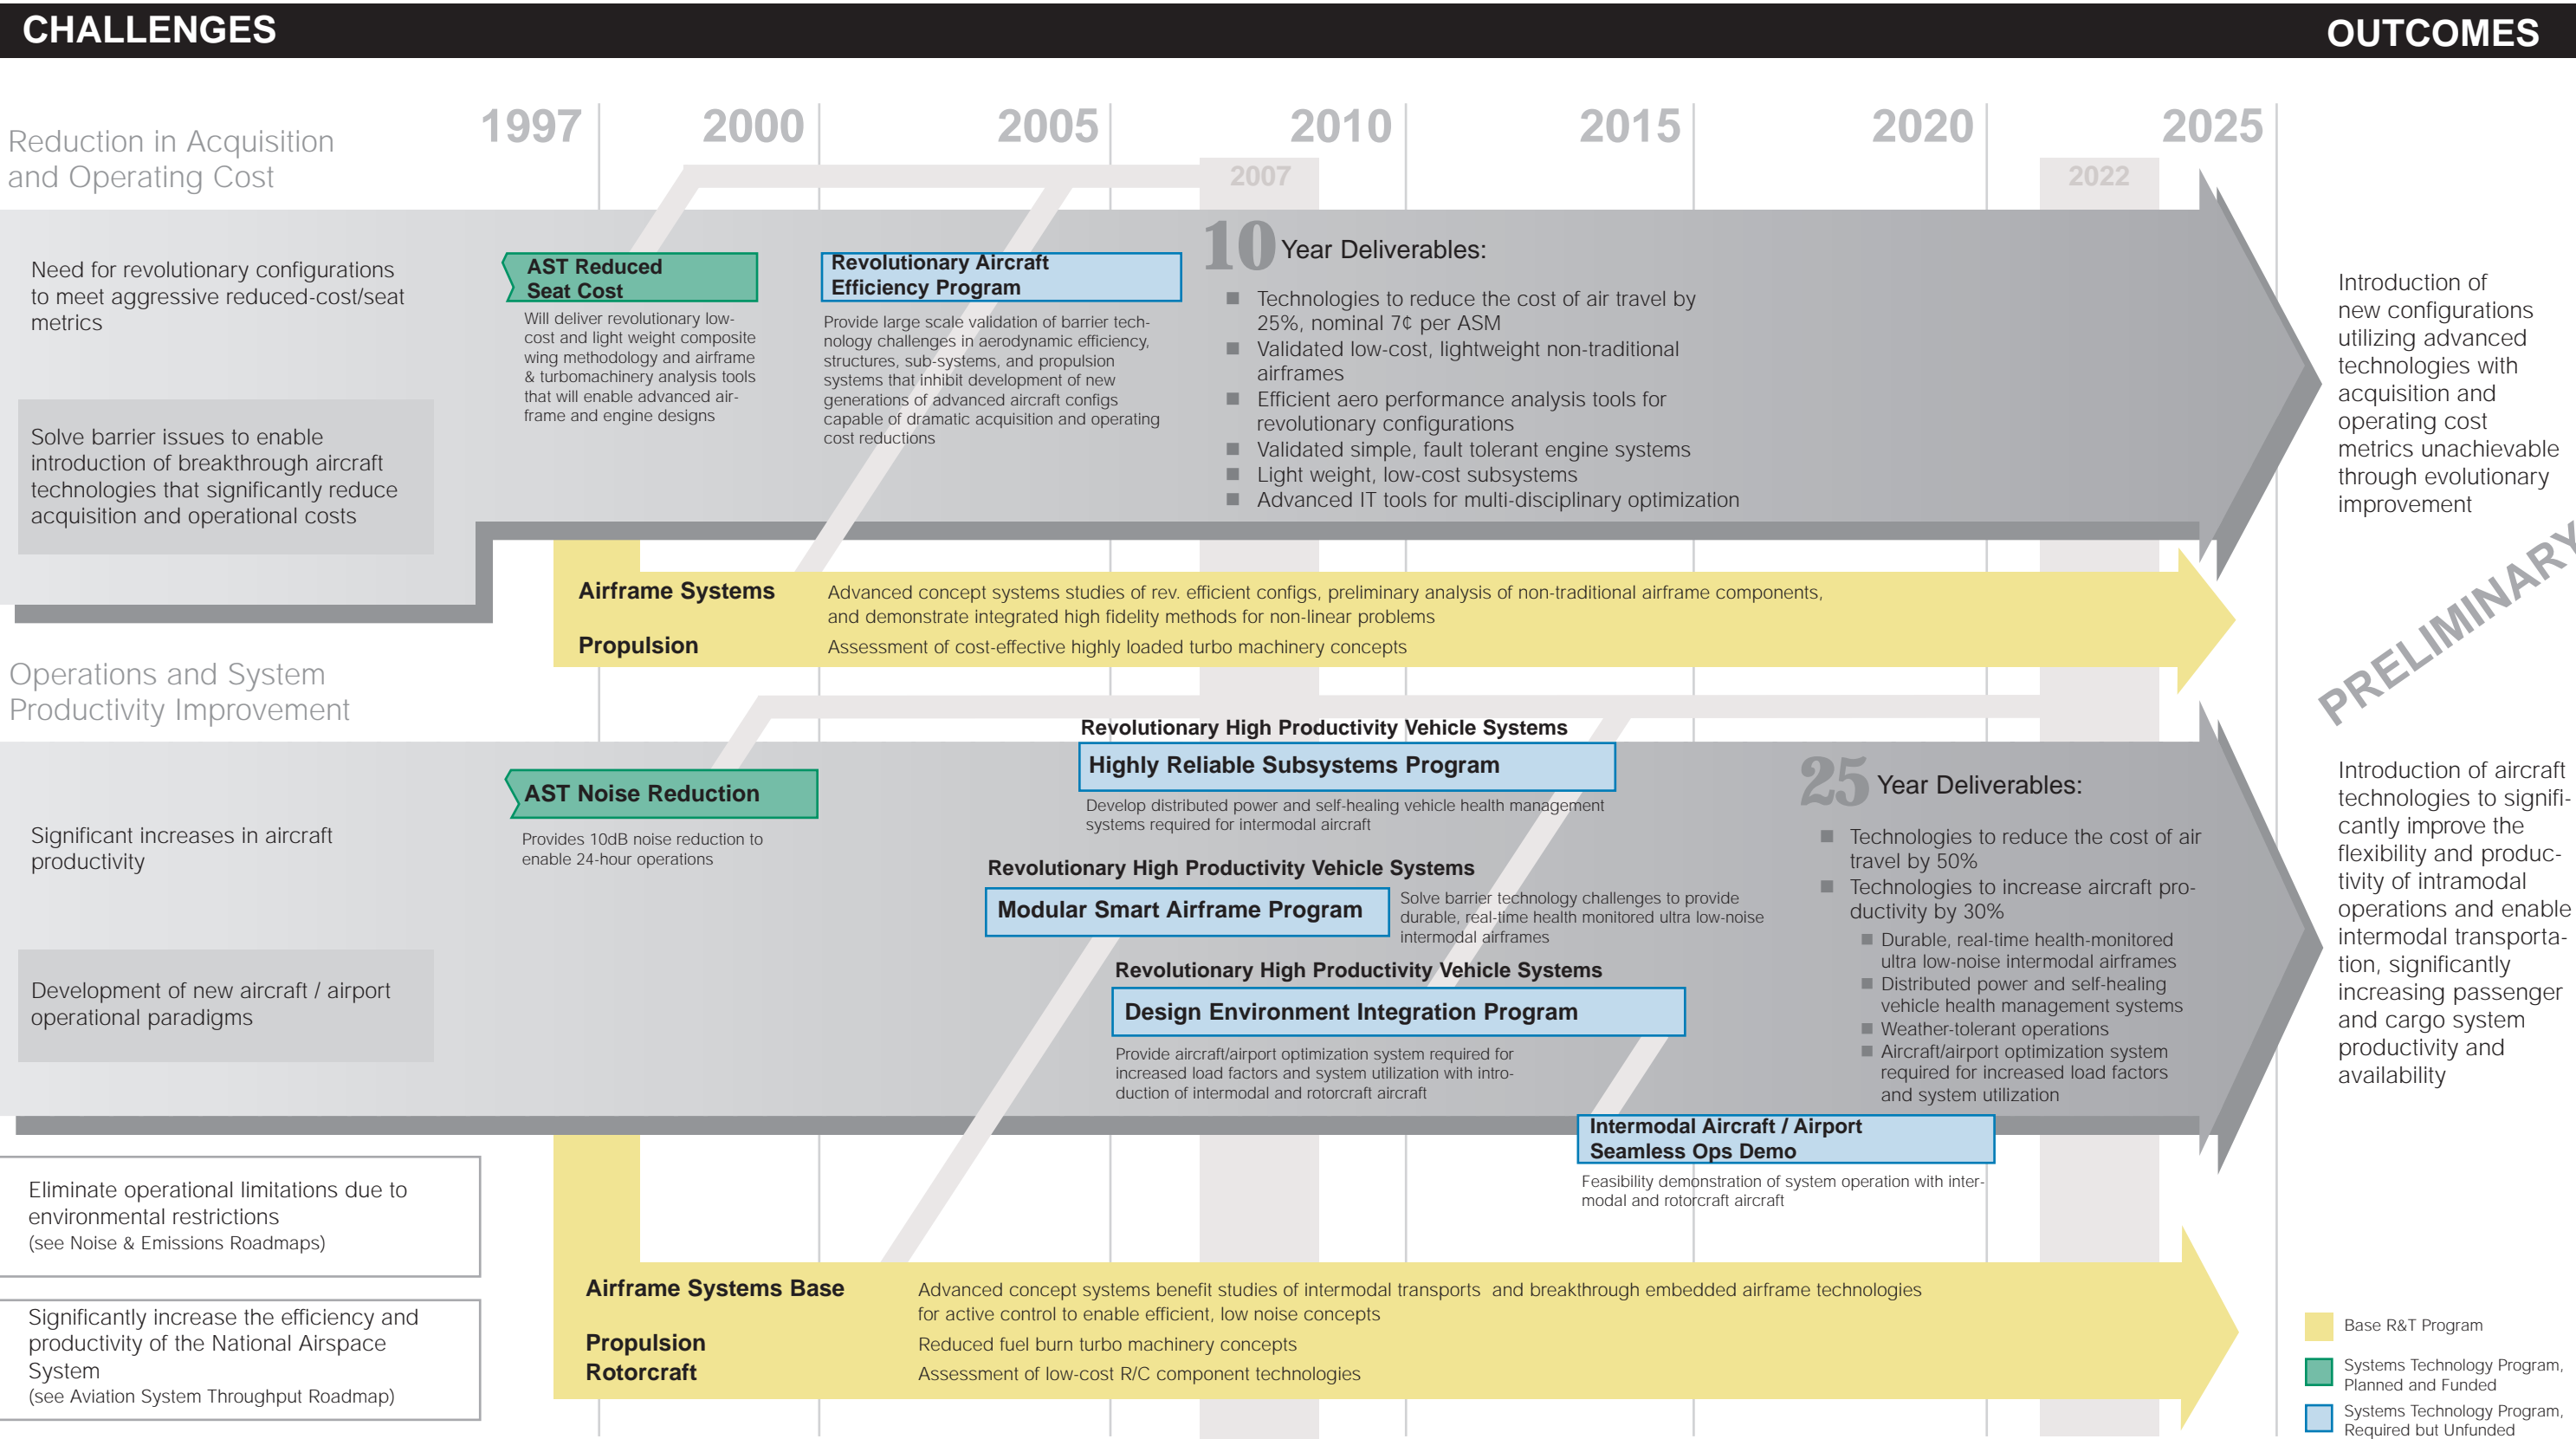 CHALLENGES
OUTCOMES
1997
2000
2005
2010
2015
2020
2025
2007
2022
Reduction in Acquisition
and Operating Cost
Need for revolutionary configurations
to meet aggressive reduced-cost/seat
metrics
Solve barrier issues to enable
introduction of breakthrough aircraft
technologies that significantly reduce
acquisition and operational costs
AST Reduced
Seat Cost
Will deliver revolutionary low-
cost and light weight composite
wing methodology and airframe
& turbomachinery analysis tools
that will enable advanced air-
frame and engine designs
Revolutionary Aircraft
Efficiency Program
Provide large scale validation of barrier tech-
nology challenges in aerodynamic efficiency,
structures, sub-systems, and propulsion
systems that inhibit development of new
generations of advanced aircraft configs
capable of dramatic acquisition and operating
cost reductions
10 Year Deliverables:
■ Technologies to reduce the cost of air travel by
25%, nominal 7¢ per ASM
■ Validated low-cost, lightweight non-traditional
airframes
■ Efficient aero performance analysis tools for
revolutionary configurations
■ Validated simple, fault tolerant engine systems
■ Light weight, low-cost subsystems
■ Advanced IT tools for multi-disciplinary optimization
Introduction of
new configurations
utilizing advanced
technologies with
acquisition and
operating cost
metrics unachievable
through evolutionary
improvement
Airframe Systems
Advanced concept systems studies of rev. efficient configs, preliminary analysis of non-traditional airframe components,
and demonstrate integrated high fidelity methods for non-linear problems
Propulsion
Assessment of cost-effective highly loaded turbo machinery concepts
PRELIMINARY
Operations and System
Productivity Improvement
Significant increases in aircraft
productivity
Development of new aircraft / airport
operational paradigms
AST Noise Reduction
Provides 10dB noise reduction to
enable 24-hour operations
Revolutionary High Productivity Vehicle Systems
Highly Reliable Subsystems Program
Develop distributed power and self-healing vehicle health management
systems required for intermodal aircraft
Revolutionary High Productivity Vehicle Systems
Modular Smart Airframe Program
Solve barrier technology challenges to provide
durable, real-time health monitored ultra low-noise
intermodal airframes
Revolutionary High Productivity Vehicle Systems
Design Environment Integration Program
Provide aircraft/airport optimization system required for
increased load factors and system utilization with intro-
duction of intermodal and rotorcraft aircraft
25 Year Deliverables:
■ Technologies to reduce the cost of air
travel by 50%
■ Technologies to increase aircraft pro-
ductivity by 30%
■ Durable, real-time health-monitored
ultra low-noise intermodal airframes
■ Distributed power and self-healing
vehicle health management systems
■ Weather-tolerant operations
■ Aircraft/airport optimization system
required for increased load factors
and system utilization
Introduction of aircraft
technologies to signifi-
cantly improve the
flexibility and produc-
tivity of intramodal
operations and enable
intermodal transporta-
tion, significantly
increasing passenger
and cargo system
productivity and
availability
Intermodal Aircraft / Airport
Seamless Ops Demo
Feasibility demonstration of system operation with inter-
modal and rotorcraft aircraft
Eliminate operational limitations due to
environmental restrictions
(see Noise & Emissions Roadmaps)
Significantly increase the efficiency and
productivity of the National Airspace
System
(see Aviation System Throughput Roadmap)
Airframe Systems Base
Advanced concept systems benefit studies of intermodal transports and breakthrough embedded airframe technologies
for active control to enable efficient, low noise concepts
Propulsion
Reduced fuel burn turbo machinery concepts
Rotorcraft
Assessment of low-cost R/C component technologies
Base R&T Program
Systems Technology Program,
Planned and Funded
Systems Technology Program,
Required but Unfunded